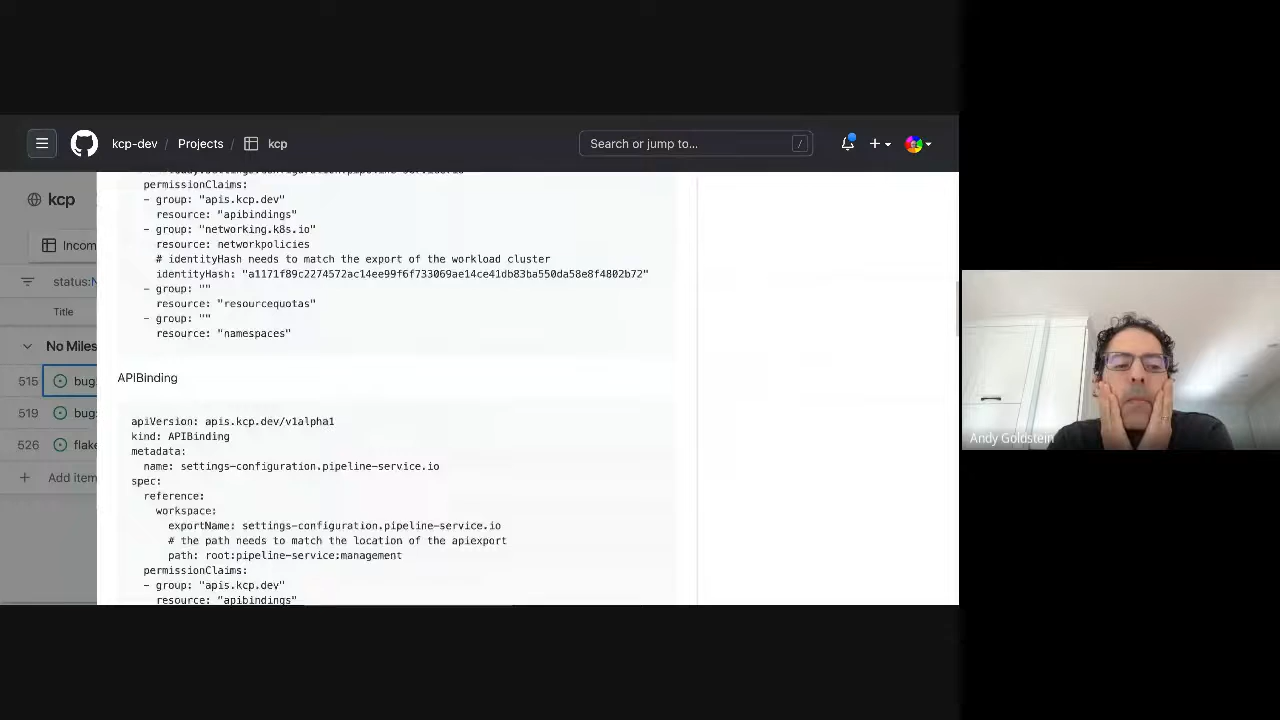 kcp-dev / Projects / kcp
Search or jump to... /
kcp
Incom
status:N
Title
No Miles
515 bug:
519 bug:
526 flake
+ Add item
permissionClaims:
- group: "apis.kcp.dev"
resource: "apibindings"
- group: "networking.k8s.io"
resource: networkpolicies
# identityHash needs to match the export of the workload cluster
identityHash: "a1171f89c2274572ac14ee99f6f733069ae14ce41db83ba550da58e8f4802b72"
- group: ""
resource: "resourcequotas"
- group: ""
resource: "namespaces"
APIBinding
apiVersion: apis.kcp.dev/v1alpha1
kind: APIBinding
metadata:
name: settings-configuration.pipeline-service.io
spec:
reference:
workspace:
exportName: settings-configuration.pipeline-service.io
# the path needs to match the location of the apiexport
path: root:pipeline-service:management
permissionClaims:
- group: "apis.kcp.dev"
resource: "apibindings"
Andy Goldstein